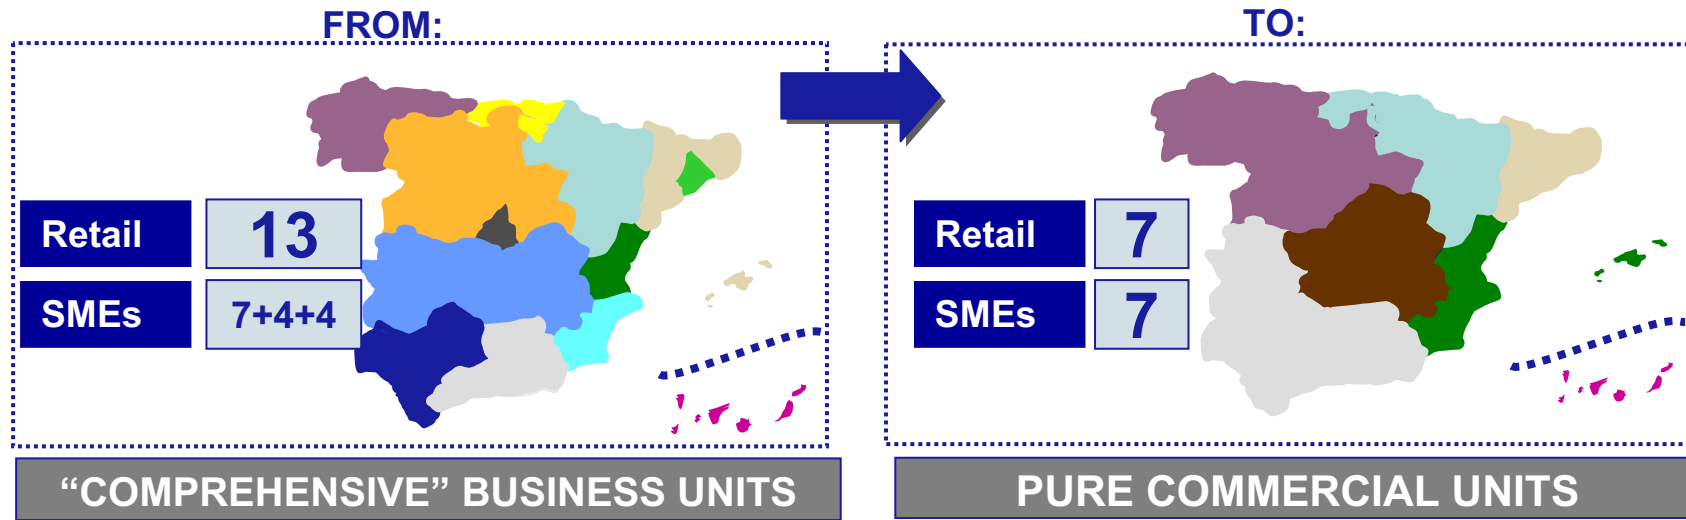 FROM:
Retail
13
SMEs
7+4+4
“COMPREHENSIVE” BUSINESS UNITS
TO:
Retail
7
SMEs
7
PURE COMMERCIAL UNITS